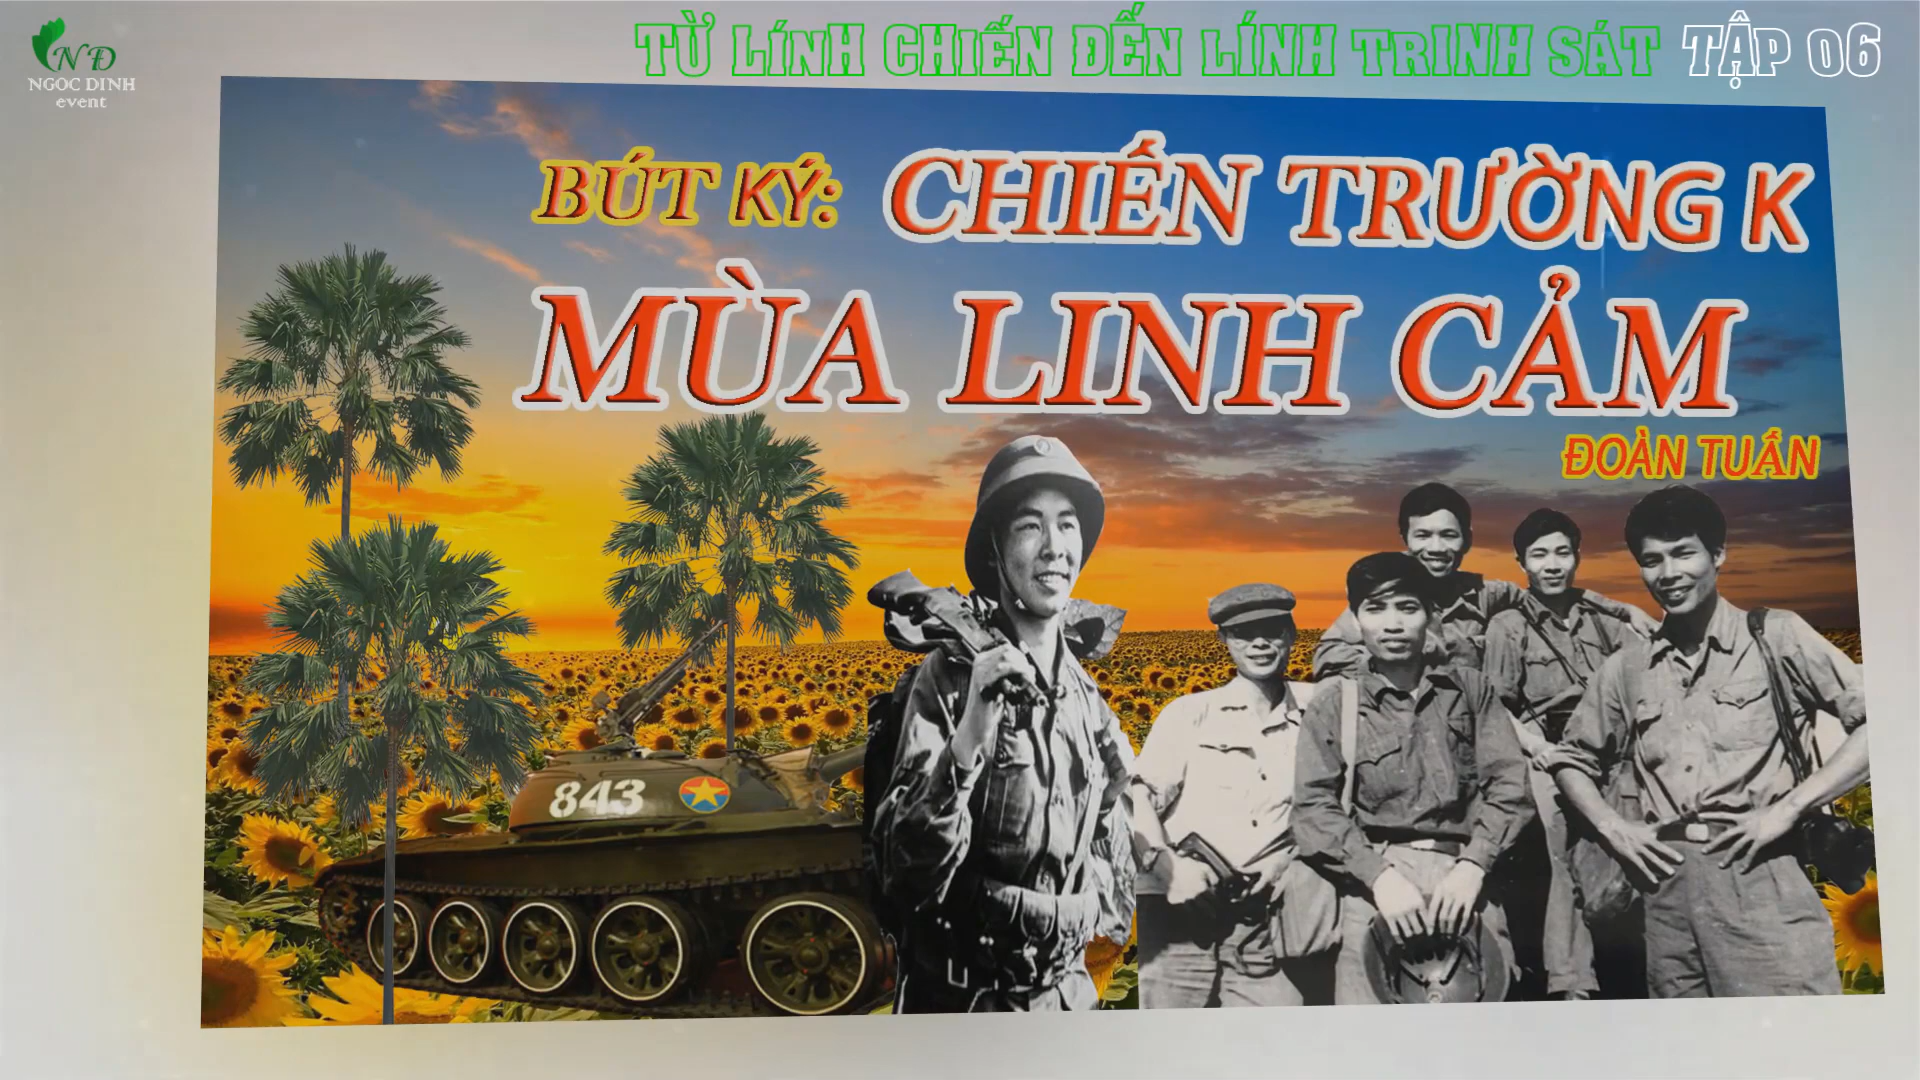 NĐ
NGOC DINH
event
TỪ LÍNH CHIẾN ĐẾN LÍNH TRINH SÁT TẬP 06
BÚT KÝ: CHIẾN TRƯỜNG K
MÙA LINH CẢM
ĐOÀN TUẤN
843